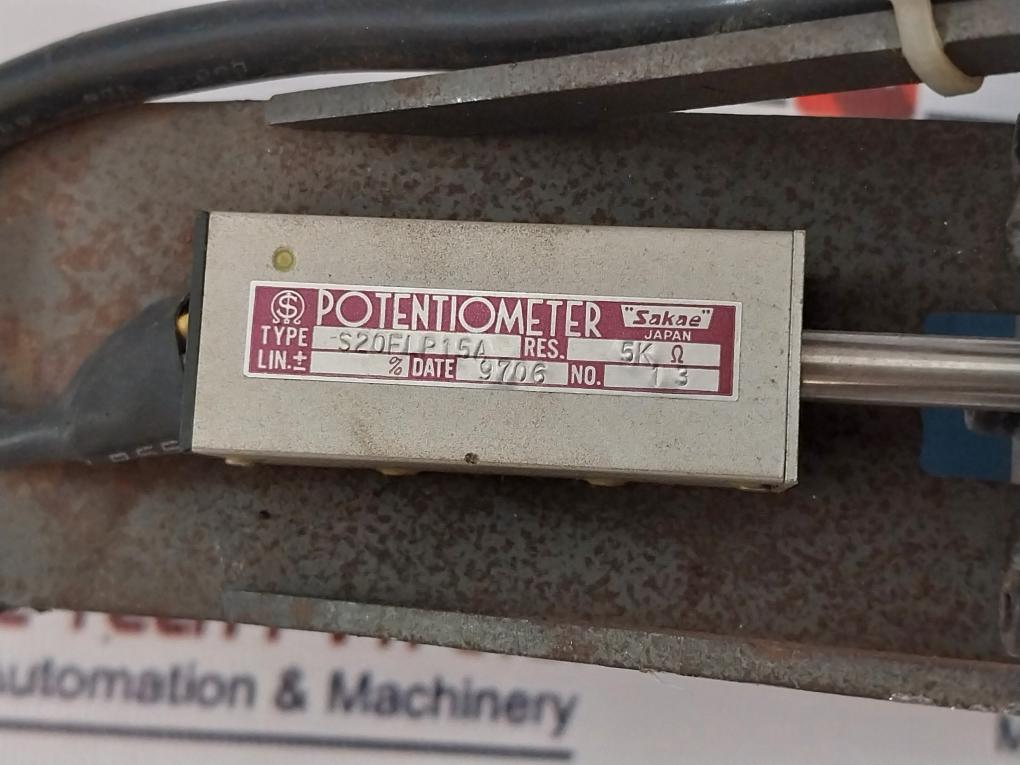 POTENTIOMETER "Sakae"
JAPAN
TYPE S20FLP15A RES. 5K Ω
LIN.± % DATE 9706 NO. 13
Automation & Machinery